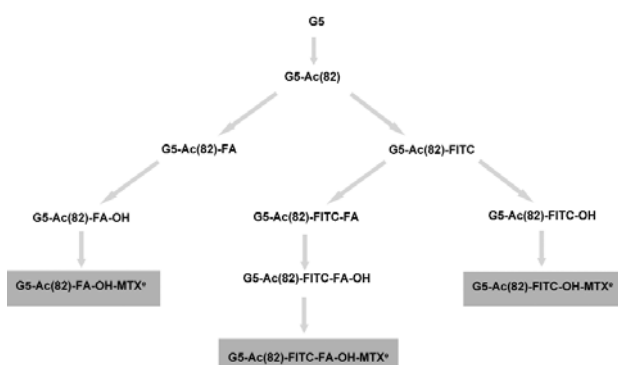 G5
G5-Ac(82)
G5-Ac(82)-FA
G5-Ac(82)-FITC
G5-Ac(82)-FA-OH
G5-Ac(82)-FITC-FA
G5-Ac(82)-FITC-OH
G5-Ac(82)-FA-OH-MTXᵉ
G5-Ac(82)-FITC-FA-OH
G5-Ac(82)-FITC-OH-MTXᵉ
G5-Ac(82)-FITC-FA-OH-MTXᵉ